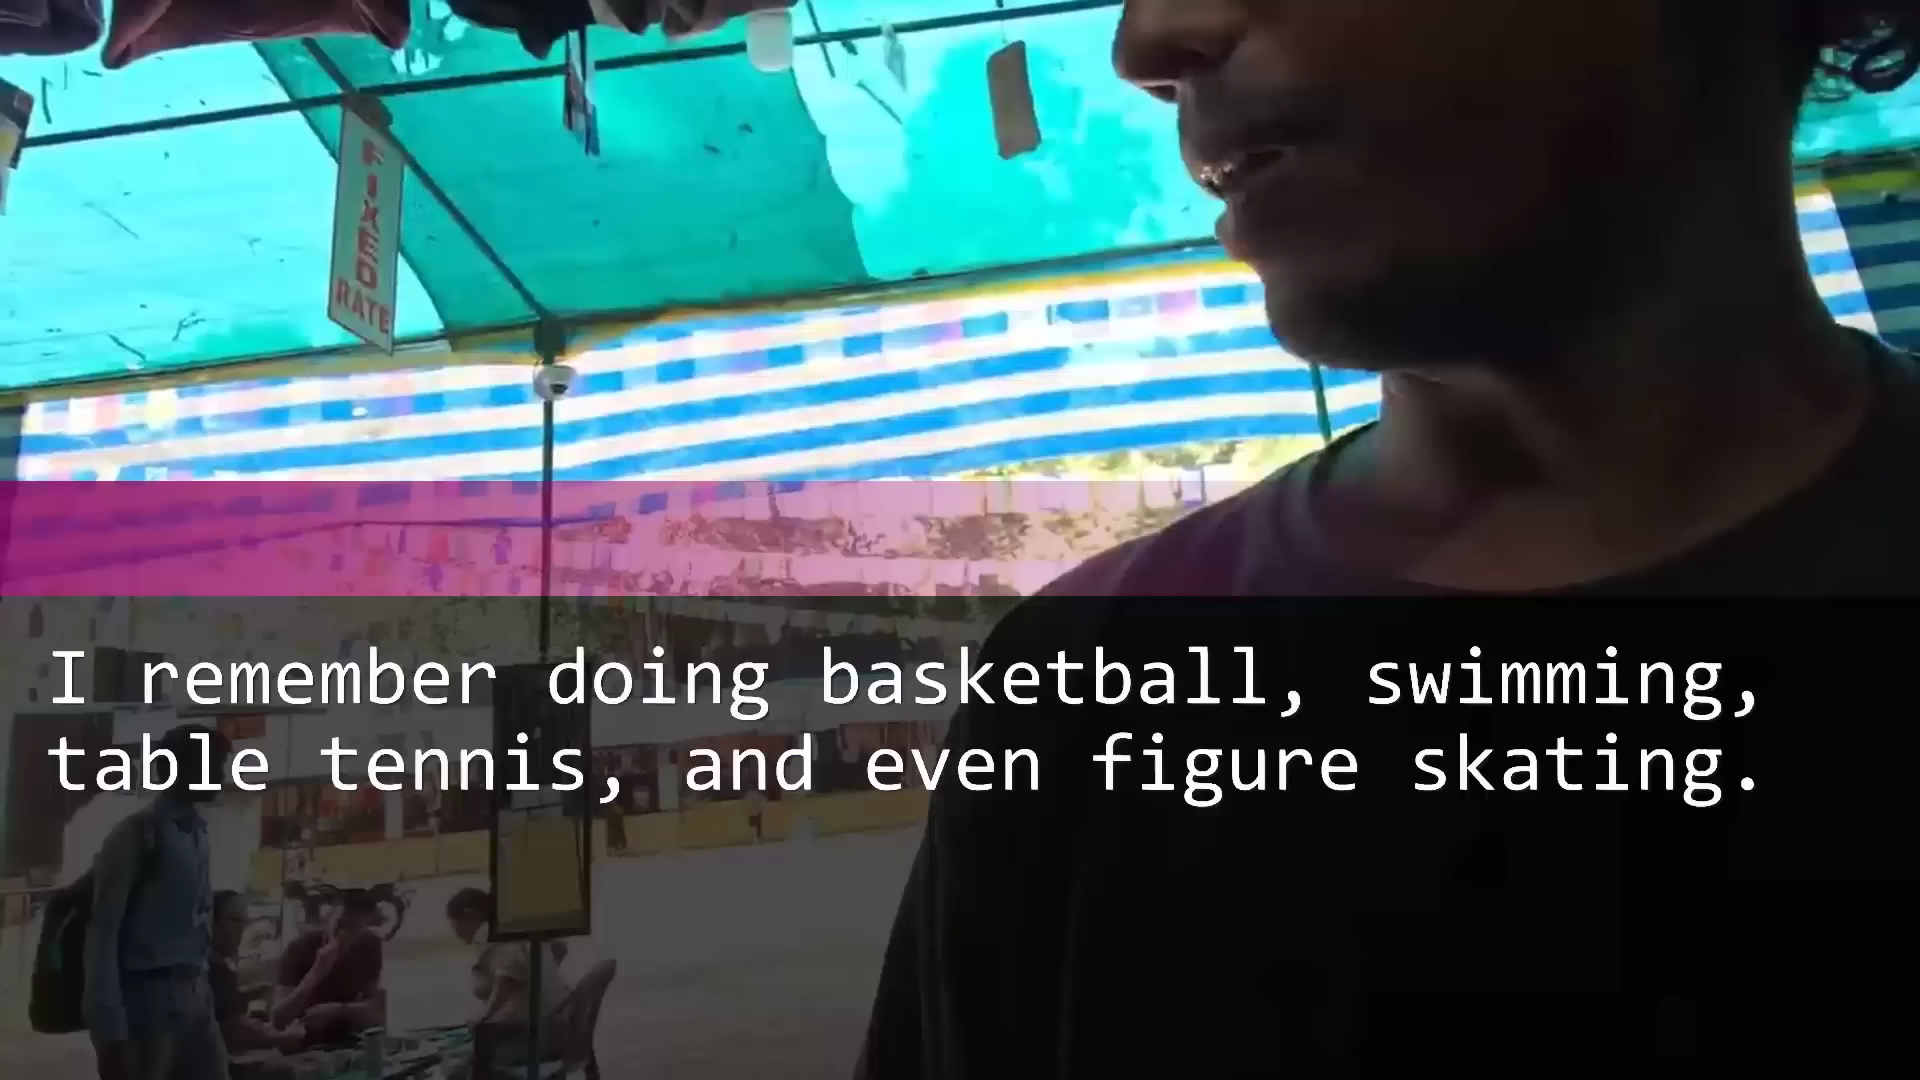 FIXED
RATE
I remember doing basketball, swimming,
table tennis, and even figure skating.